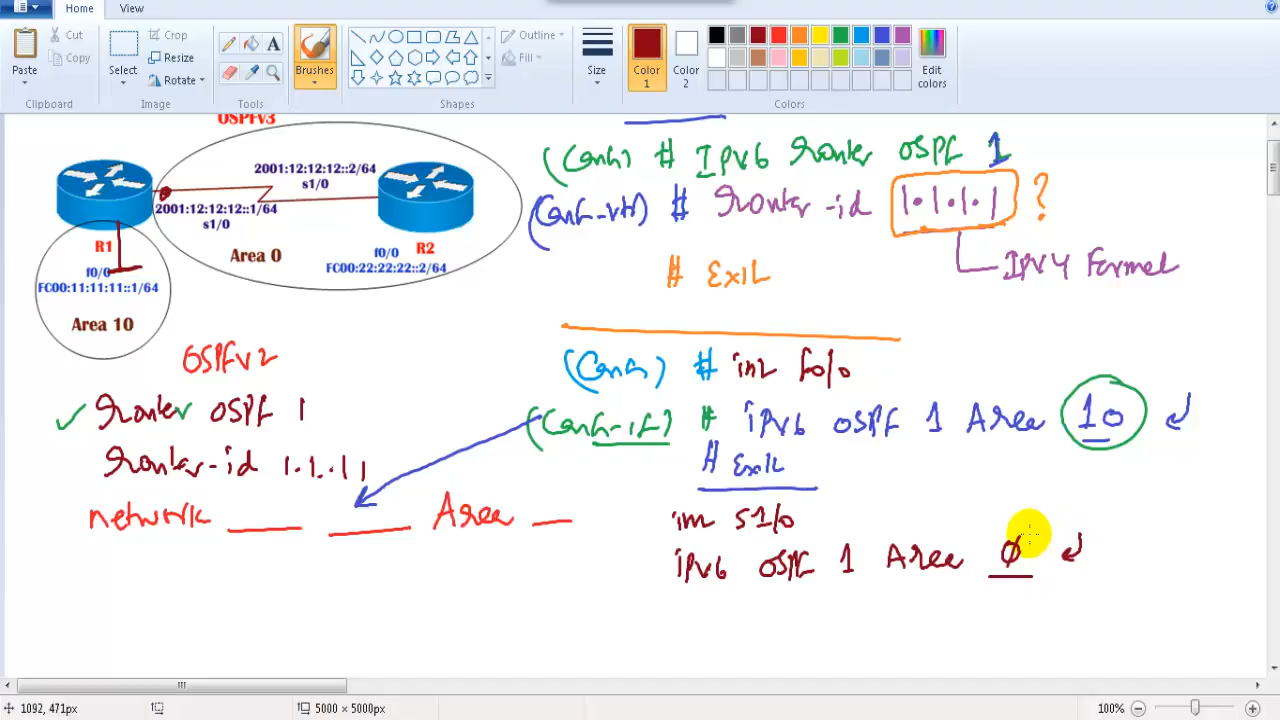 Home
View
Cut
Crop
Copy
Resize
Rotate
Paste
Select
Brushes
A
Outline
Fill
Size
Color 1
Color 2
Edit colors
Clipboard
Image
Tools
Shapes
Colors
OSPFV3
2001:12:12:12::2/64
s1/0
2001:12:12:12::1/64
s1/0
R1
f0/0
FC00:11:11:11::1/64
Area 10
Area 0
R2
f0/0
FC00:22:22:22::2/64
(Conf) # IPv6 router OSPF 1
(Conf-rtr) # router-id 1.1.1.1 ?
IPV4 Format
# Exit
(Conf) # int fo/o
(Conf-if) # ipv6 OSPF 1 Area 10
# Exit
int S1/o
ipv6 OSPF 1 Area 0
OSPFv2
router OSPF 1
router-id 1.1.1.1
network ___ ___ Area __
1092, 471px
5000 × 5000px
100%